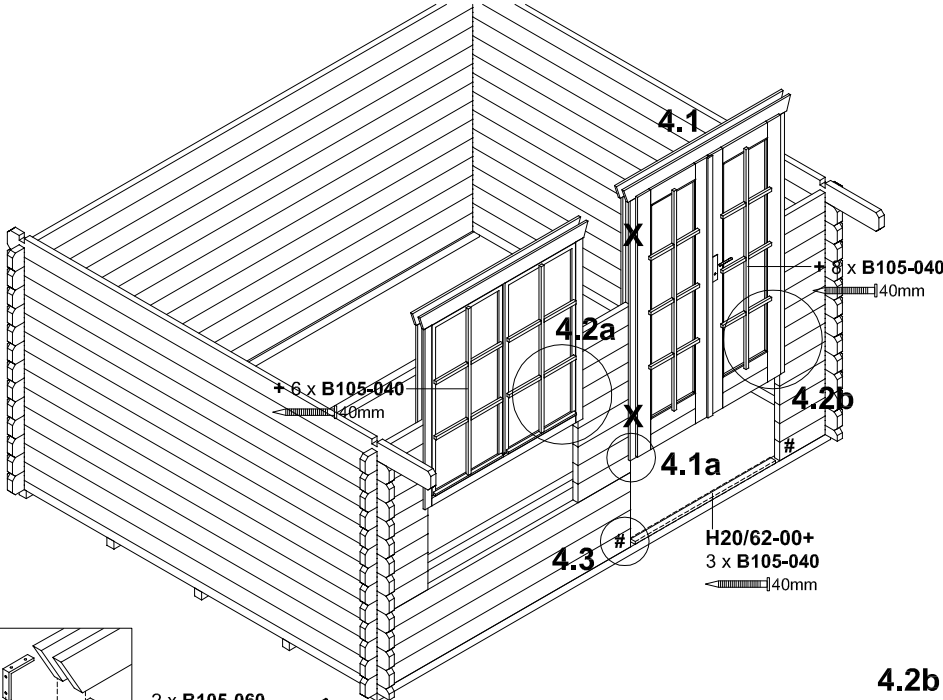 4.1
X
+ 8 x B105-040
40mm
4.2a
+ 6 x B105-040
40mm
4.2b
X
#
4.1a
H20/62-00+
3 x B105-040
40mm
#
4.3
4.2b
2 x B105-060